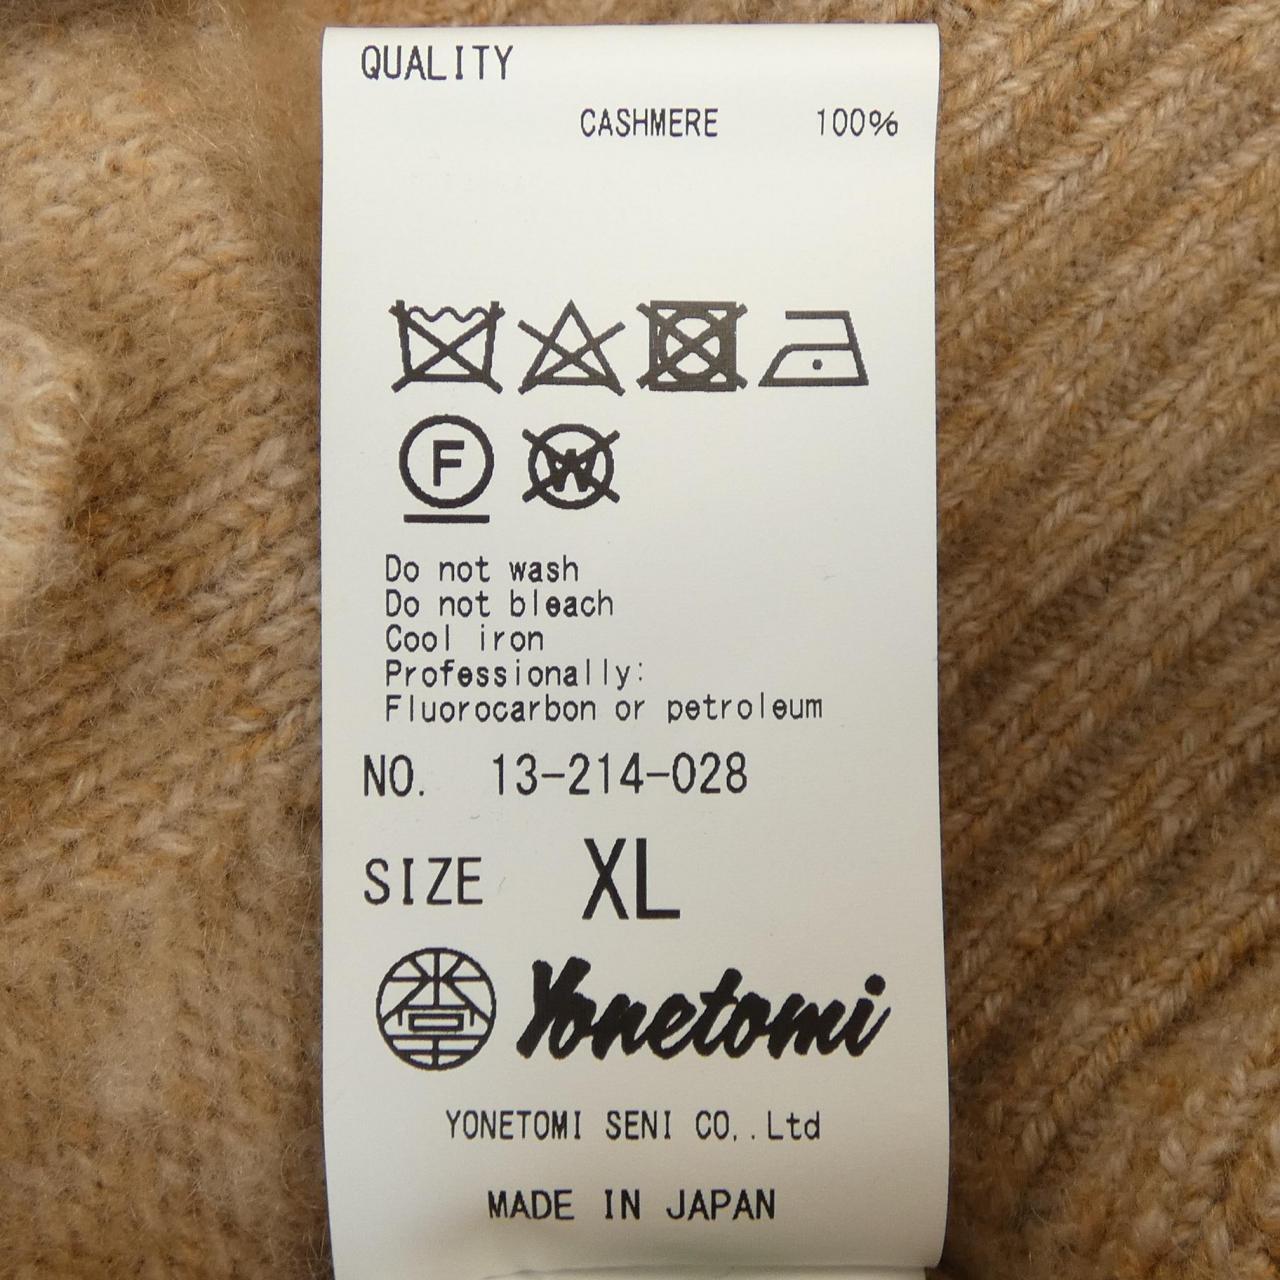 QUALITY
CASHMERE 100%
F W
Do not wash
Do not bleach
Cool iron
Professionally:
Fluorocarbon or petroleum
NO. 13-214-028
SIZE XL
Yonetomi
YONETOMI SENI CO,.Ltd
MADE IN JAPAN